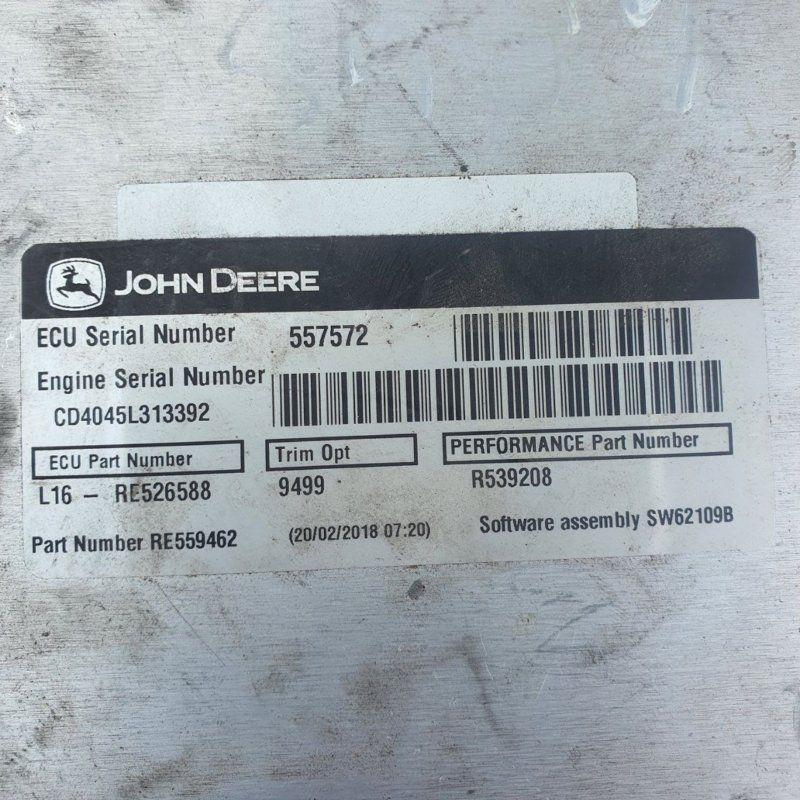 JOHN DEERE
ECU Serial Number 557572
Engine Serial Number
CD4045L313392
ECU Part Number Trim Opt PERFORMANCE Part Number
L16 - RE526588 9499 R539208
Part Number RE559462 (20/02/2018 07:20) Software assembly SW62109B